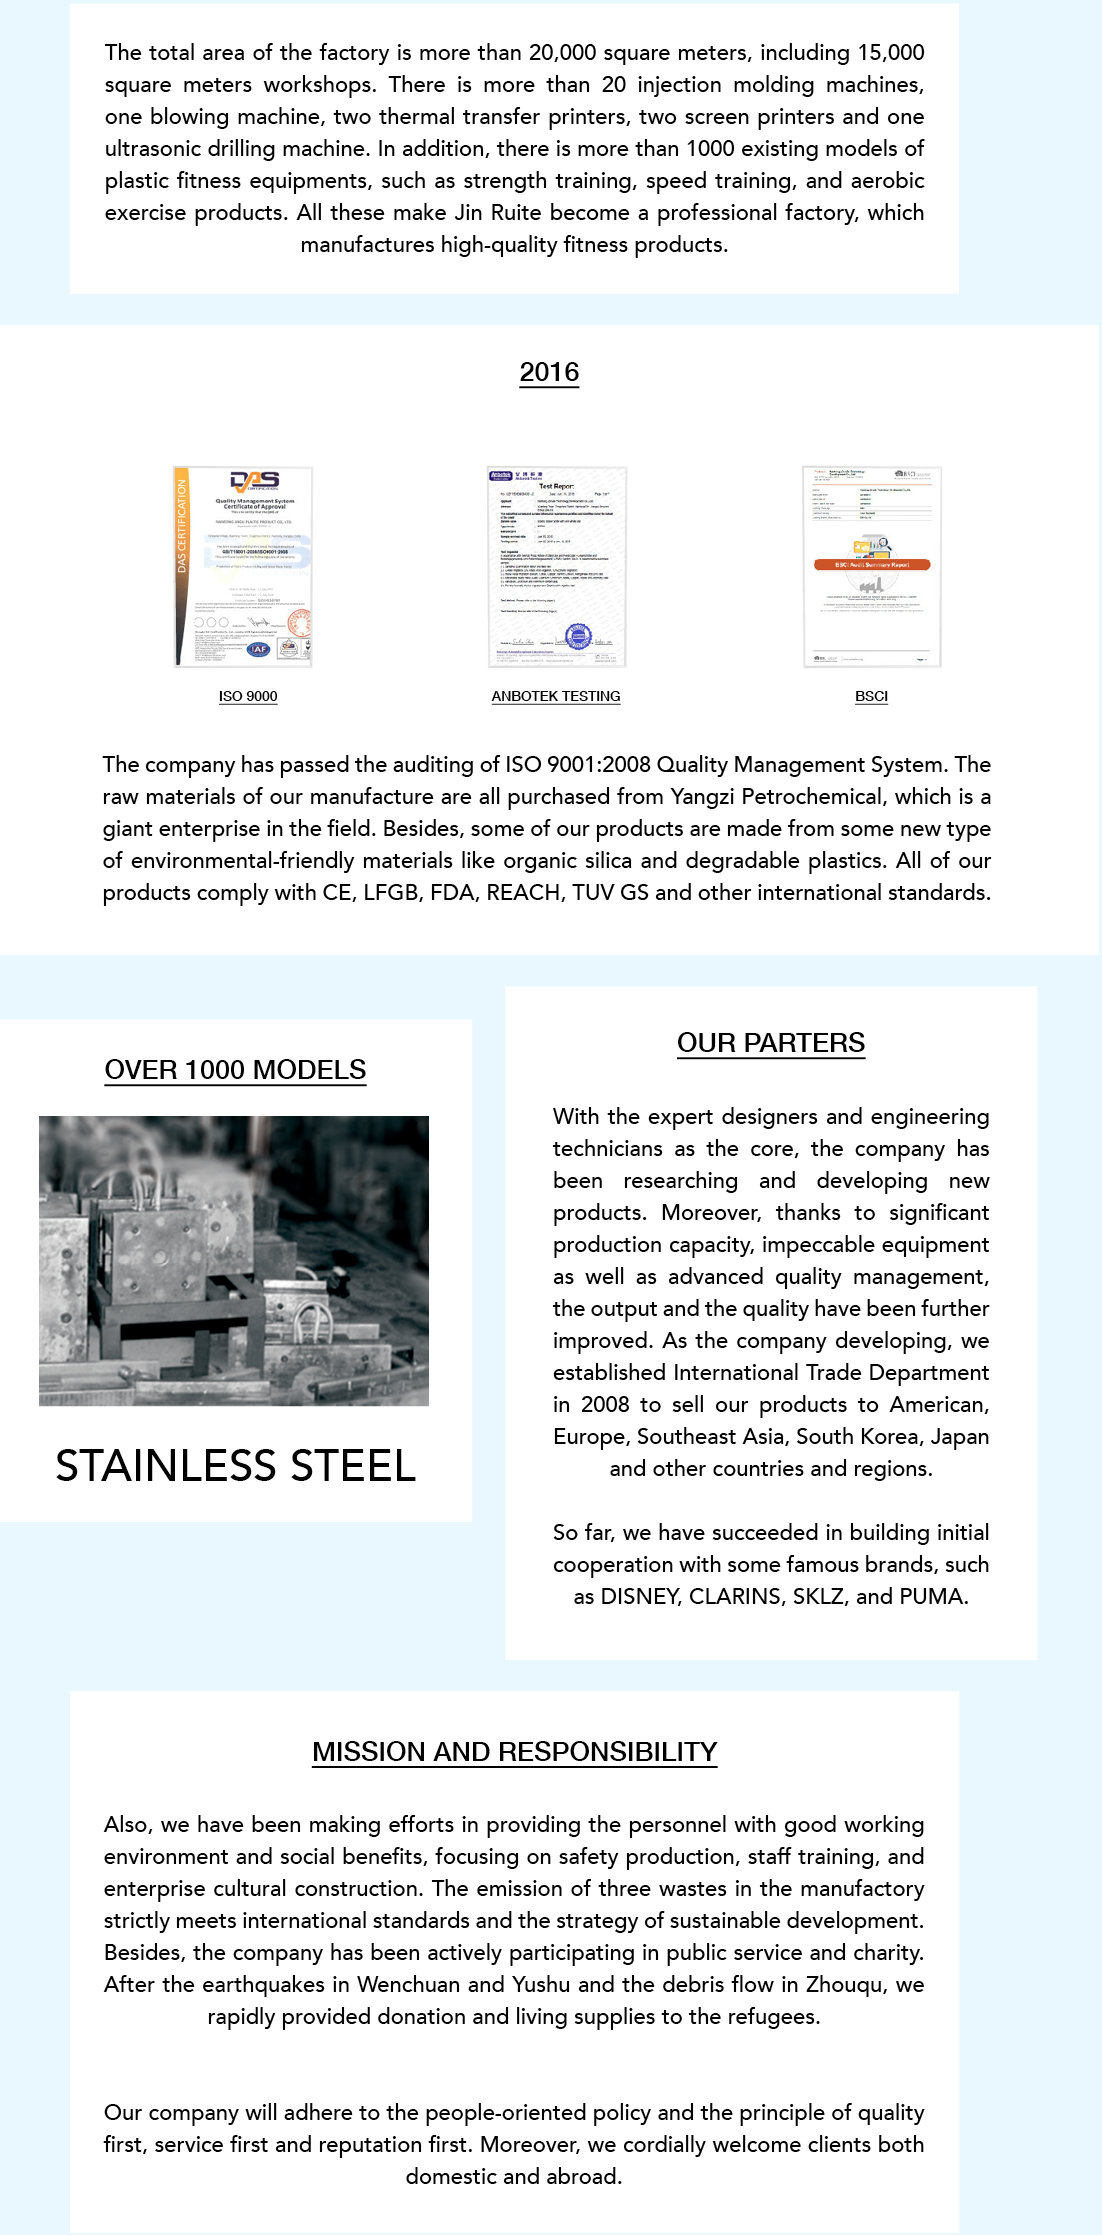 The total area of the factory is more than 20,000 square meters, including 15,000
square meters workshops. There is more than 20 injection molding machines,
one blowing machine, two thermal transfer printers, two screen printers and one
ultrasonic drilling machine. In addition, there is more than 1000 existing models of
plastic fitness equipments, such as strength training, speed training, and aerobic
exercise products. All these make Jin Ruite become a professional factory, which
manufactures high-quality fitness products.
2016
DAS CERTIFICATION
DAS
CERTIFICATION
Quality Management System
Certificate of Approval
IAF
Anbotek
Test Report
BSCI
BSCI Audit Summary Report
ISO 9000
ANBOTEK TESTING
BSCI
The company has passed the auditing of ISO 9001:2008 Quality Management System. The
raw materials of our manufacture are all purchased from Yangzi Petrochemical, which is a
giant enterprise in the field. Besides, some of our products are made from some new type
of environmental-friendly materials like organic silica and degradable plastics. All of our
products comply with CE, LFGB, FDA, REACH, TUV GS and other international standards.
OVER 1000 MODELS
STAINLESS STEEL
OUR PARTERS
With the expert designers and engineering
technicians as the core, the company has
been researching and developing new
products. Moreover, thanks to significant
production capacity, impeccable equipment
as well as advanced quality management,
the output and the quality have been further
improved. As the company developing, we
established International Trade Department
in 2008 to sell our products to American,
Europe, Southeast Asia, South Korea, Japan
and other countries and regions.
So far, we have succeeded in building initial
cooperation with some famous brands, such
as DISNEY, CLARINS, SKLZ, and PUMA.
MISSION AND RESPONSIBILITY
Also, we have been making efforts in providing the personnel with good working
environment and social benefits, focusing on safety production, staff training, and
enterprise cultural construction. The emission of three wastes in the manufactory
strictly meets international standards and the strategy of sustainable development.
Besides, the company has been actively participating in public service and charity.
After the earthquakes in Wenchuan and Yushu and the debris flow in Zhouqu, we
rapidly provided donation and living supplies to the refugees.
Our company will adhere to the people-oriented policy and the principle of quality
first, service first and reputation first. Moreover, we cordially welcome clients both
domestic and abroad.